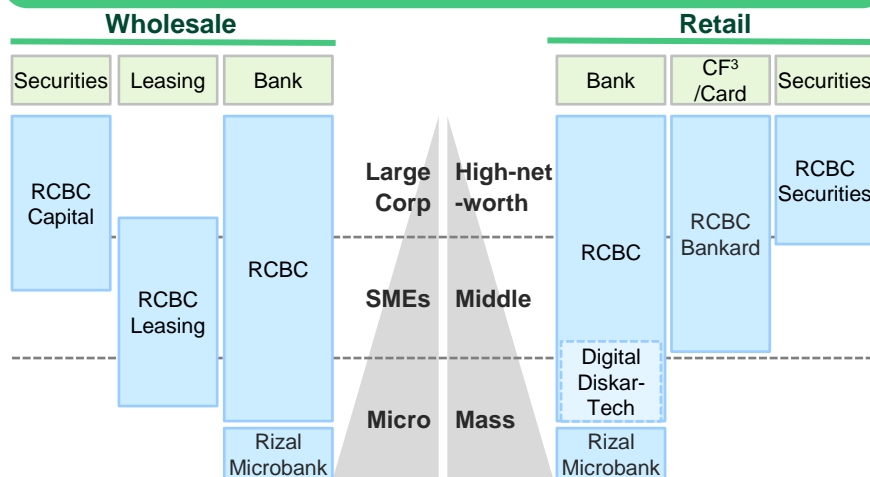 Wholesale
Retail
Securities
Leasing
Bank
Bank
CF³
/Card
Securities
RCBC
Capital
RCBC
Leasing
RCBC
Rizal
Microbank
Large
Corp
High-net
-worth
SMEs
Middle
Micro
Mass
RCBC
Digital
Diskar-
Tech
Rizal
Microbank
RCBC
Bankard
RCBC
Securities